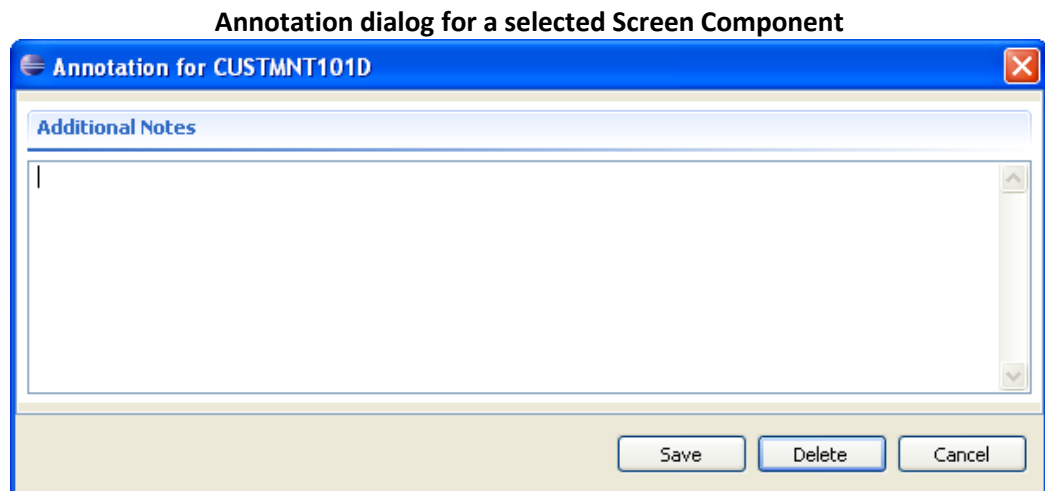 Annotation dialog for a selected Screen Component
Annotation for CUSTMNT101D
Additional Notes
Save Delete Cancel